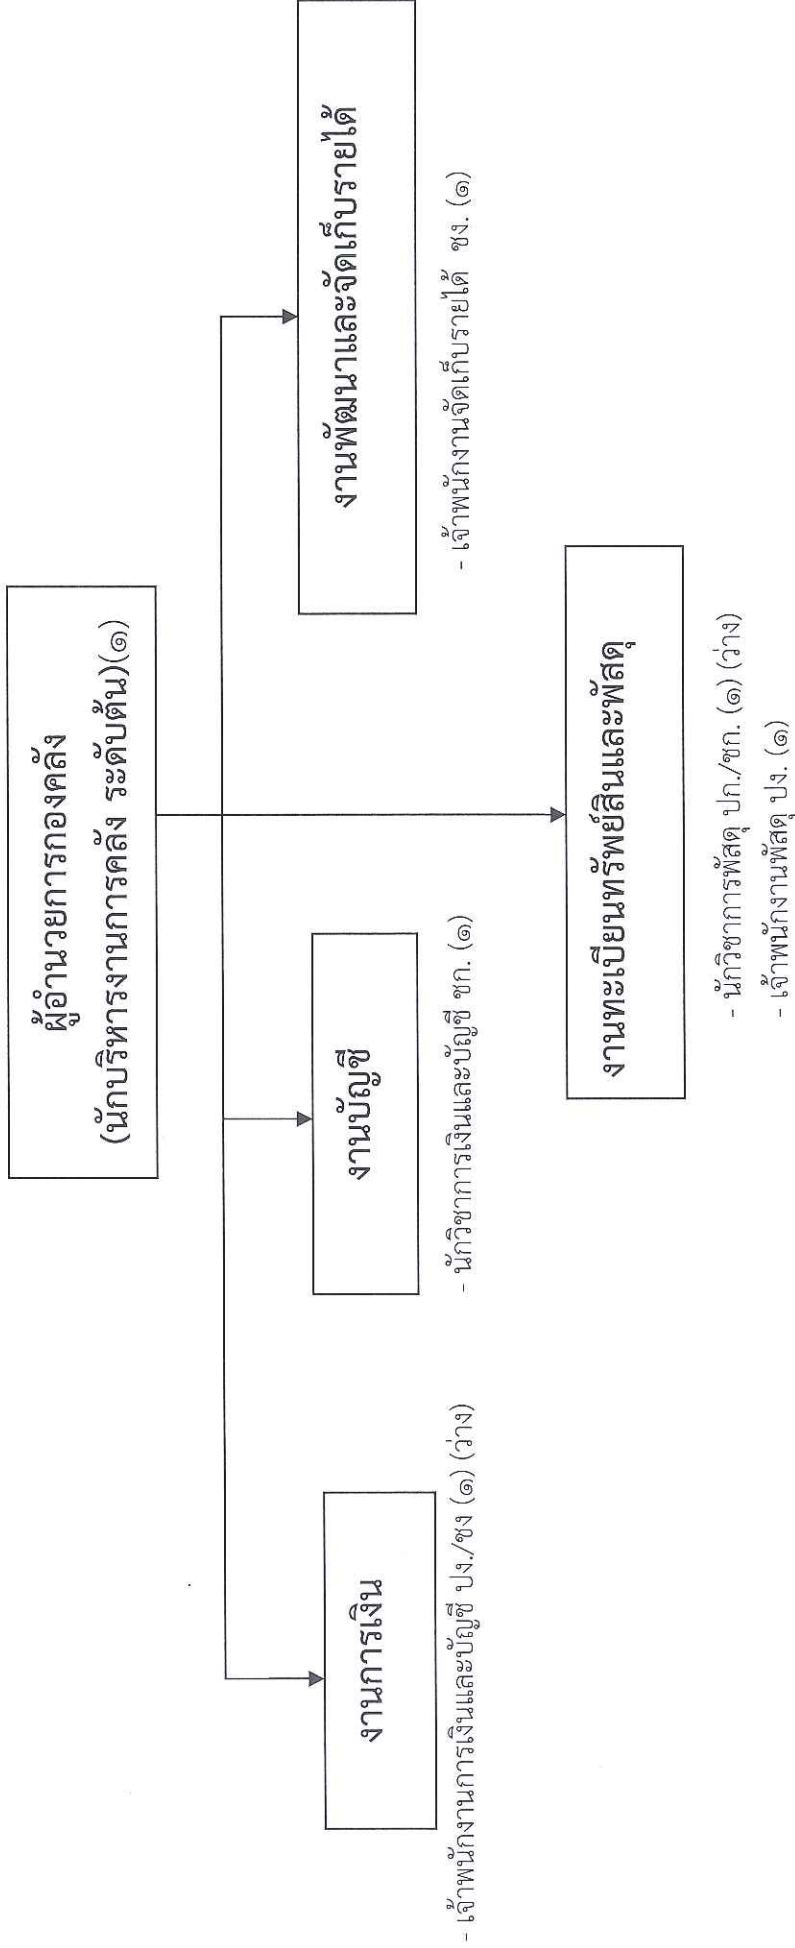 ผู้อำนวยการกองคลัง
(นักบริหารงานการคลัง ระดับต้น)(๑)
งานการเงิน
- เจ้าพนักงานการเงินและบัญชี ปง./ชง (๑) (ว่าง)
งานบัญชี
- นักวิชาการเงินและบัญชี ชก. (๑)
งานพัฒนาและจัดเก็บรายได้
- เจ้าพนักงานจัดเก็บรายได้ ชง. (๑)
งานทะเบียนทรัพย์สินและพัสดุ
- นักวิชาการพัสดุ ปก./ชก. (๑) (ว่าง)
- เจ้าพนักงานพัสดุ ปง. (๑)